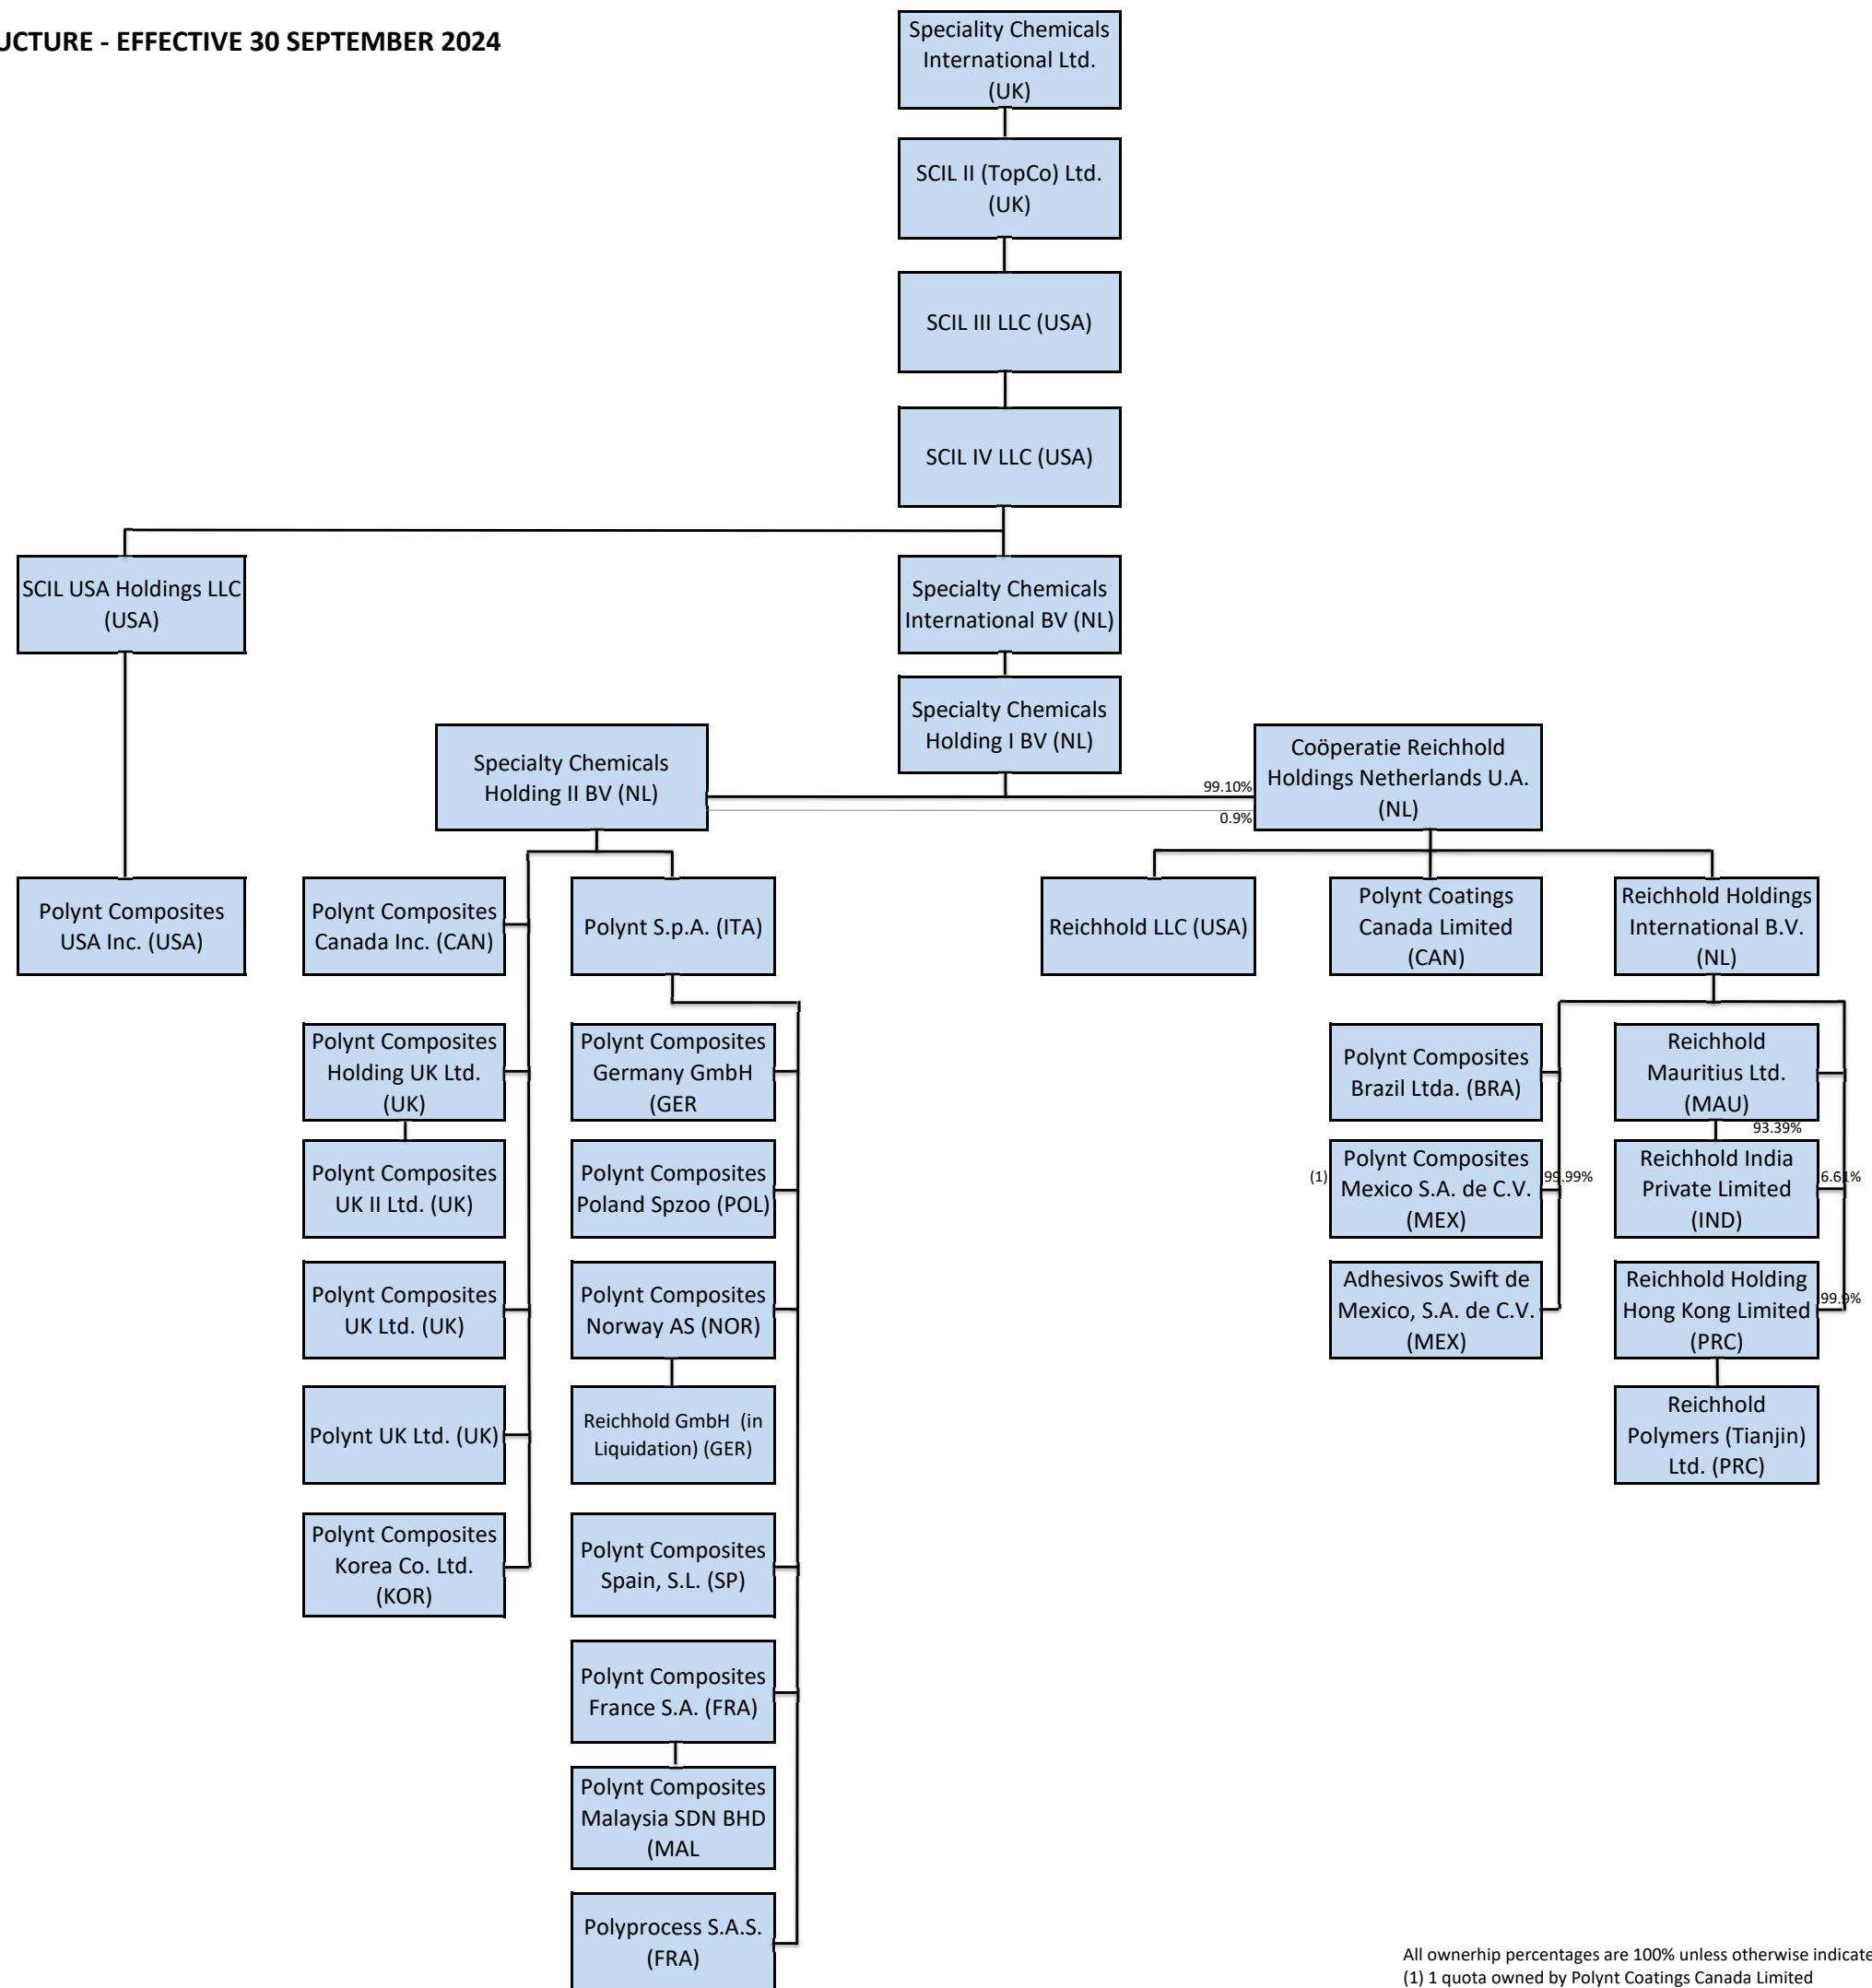 UCTURE - EFFECTIVE 30 SEPTEMBER 2024
Speciality Chemicals
International Ltd.
(UK)
SCIL II (TopCo) Ltd.
(UK)
SCIL III LLC (USA)
SCIL IV LLC (USA)
SCIL USA Holdings LLC
(USA)
Specialty Chemicals
International BV (NL)
Specialty Chemicals
Holding I BV (NL)
Specialty Chemicals
Holding II BV (NL)
99.10%
0.9%
Coöperatie Reichhold
Holdings Netherlands U.A.
(NL)
Polynt Composites
USA Inc. (USA)
Polynt Composites
Canada Inc. (CAN)
Polynt S.p.A. (ITA)
Reichhold LLC (USA)
Polynt Coatings
Canada Limited
(CAN)
Reichhold Holdings
International B.V.
(NL)
Polynt Composites
Holding UK Ltd.
(UK)
Polynt Composites
Germany GmbH
(GER
Polynt Composites
Brazil Ltda. (BRA)
Reichhold
Mauritius Ltd.
(MAU)
93.39%
Polynt Composites
UK II Ltd. (UK)
Polynt Composites
Poland Spzoo (POL)
(1)
Polynt Composites
Mexico S.A. de C.V.
(MEX)
99.99%
Reichhold India
Private Limited
(IND)
6.61%
Polynt Composites
UK Ltd. (UK)
Polynt Composites
Norway AS (NOR)
Adhesivos Swift de
Mexico, S.A. de C.V.
(MEX)
Reichhold Holding
Hong Kong Limited
(PRC)
99.9%
Polynt UK Ltd. (UK)
Reichhold GmbH (in
Liquidation) (GER)
Reichhold
Polymers (Tianjin)
Ltd. (PRC)
Polynt Composites
Korea Co. Ltd.
(KOR)
Polynt Composites
Spain, S.L. (SP)
Polynt Composites
France S.A. (FRA)
Polynt Composites
Malaysia SDN BHD
(MAL
Polyprocess S.A.S.
(FRA)
All ownerhip percentages are 100% unless otherwise indicate
(1) 1 quota owned by Polynt Coatings Canada Limited